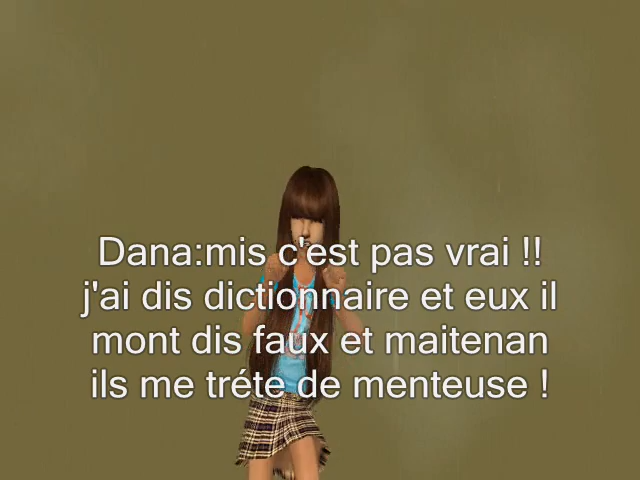 Dana:mis c'est pas vrai !!
j'ai dis dictionnaire et eux il
mont dis faux et maitenan
ils me tréte de menteuse !